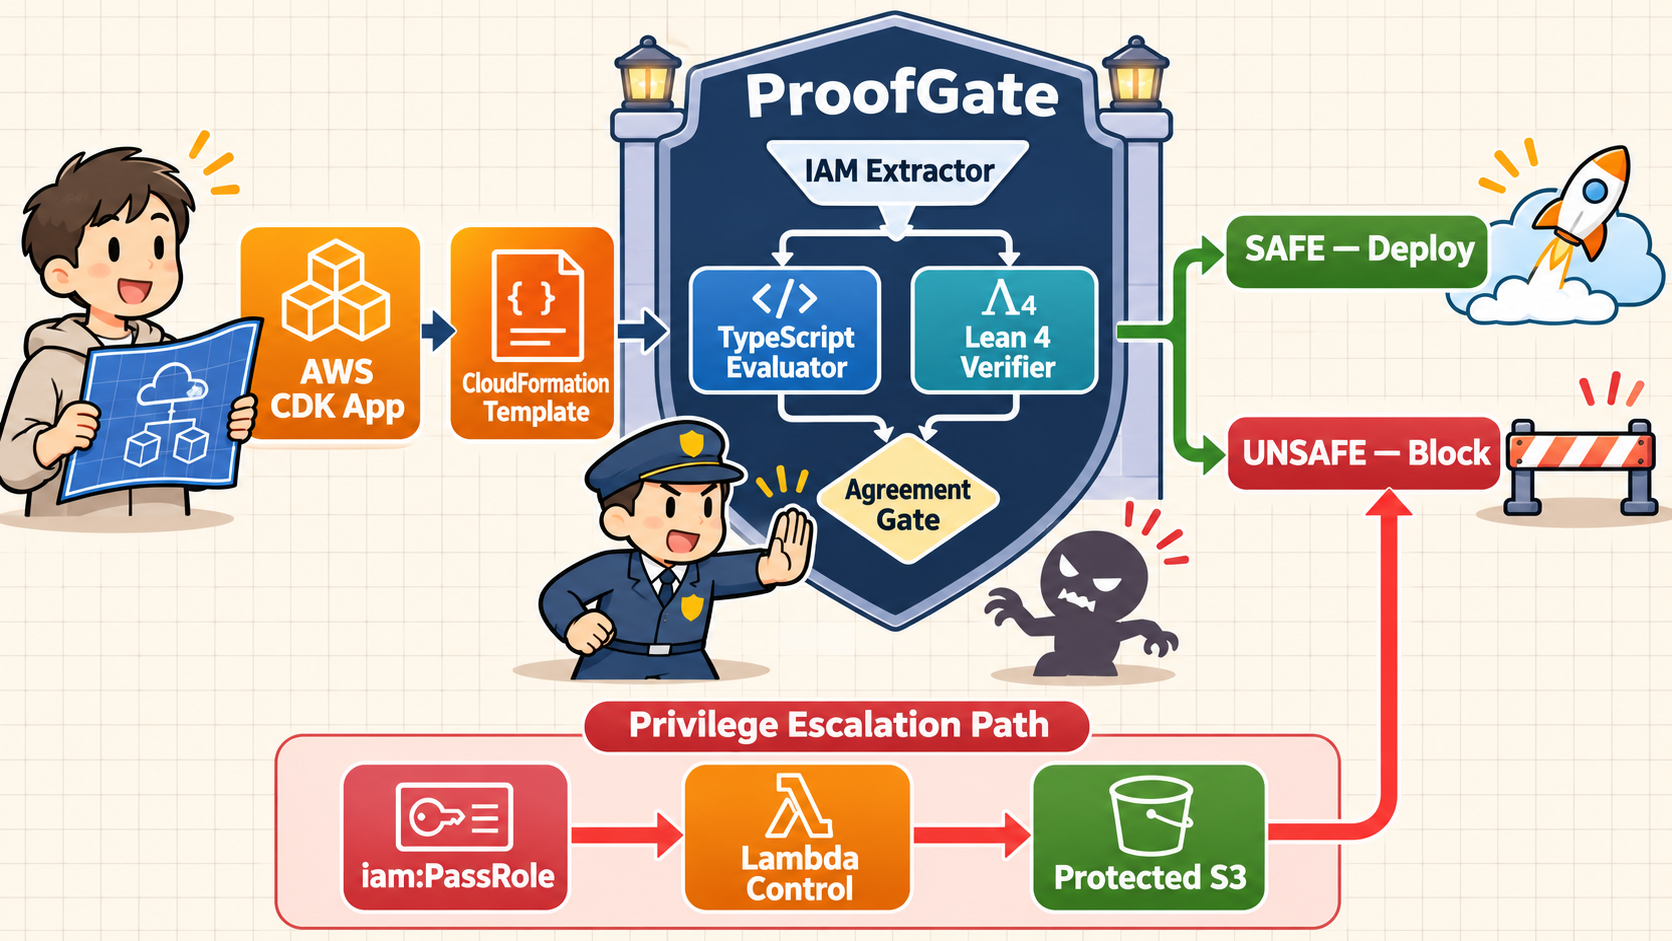 ProofGate
IAM Extractor
AWS
CDK App
{ }
CloudFormation
Template
</>
TypeScript
Evaluator
Λ4
Lean 4
Verifier
Agreement
Gate
SAFE — Deploy
UNSAFE — Block
Privilege Escalation Path
iam:PassRole
Lambda
Control
Protected S3